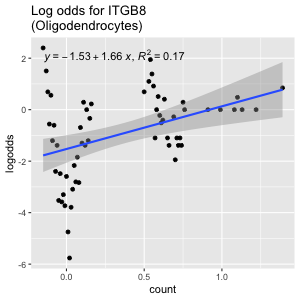 Log odds for ITGB8
(Oligodendrocytes)
y = −1.53 + 1.66 x, R² = 0.17
2
0
-2
-4
-6
logodds
0.0 0.5 1.0
count